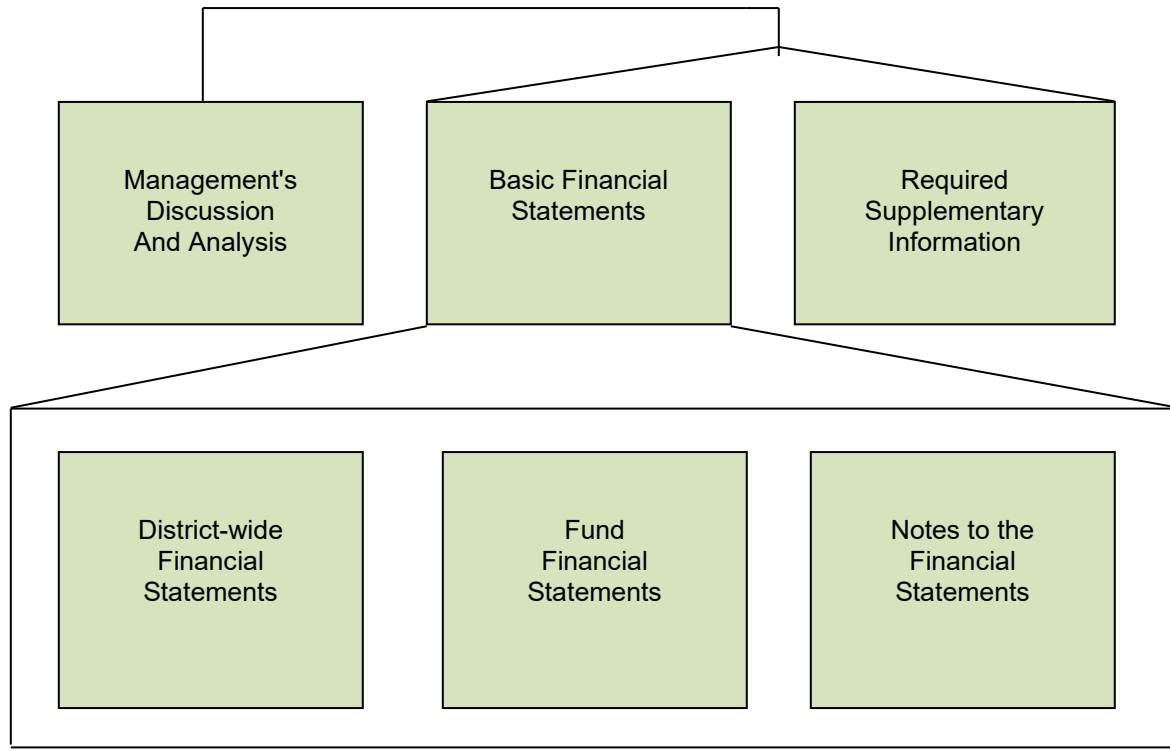 Management's
Discussion
And Analysis
Basic Financial
Statements
Required
Supplementary
Information
District-wide
Financial
Statements
Fund
Financial
Statements
Notes to the
Financial
Statements